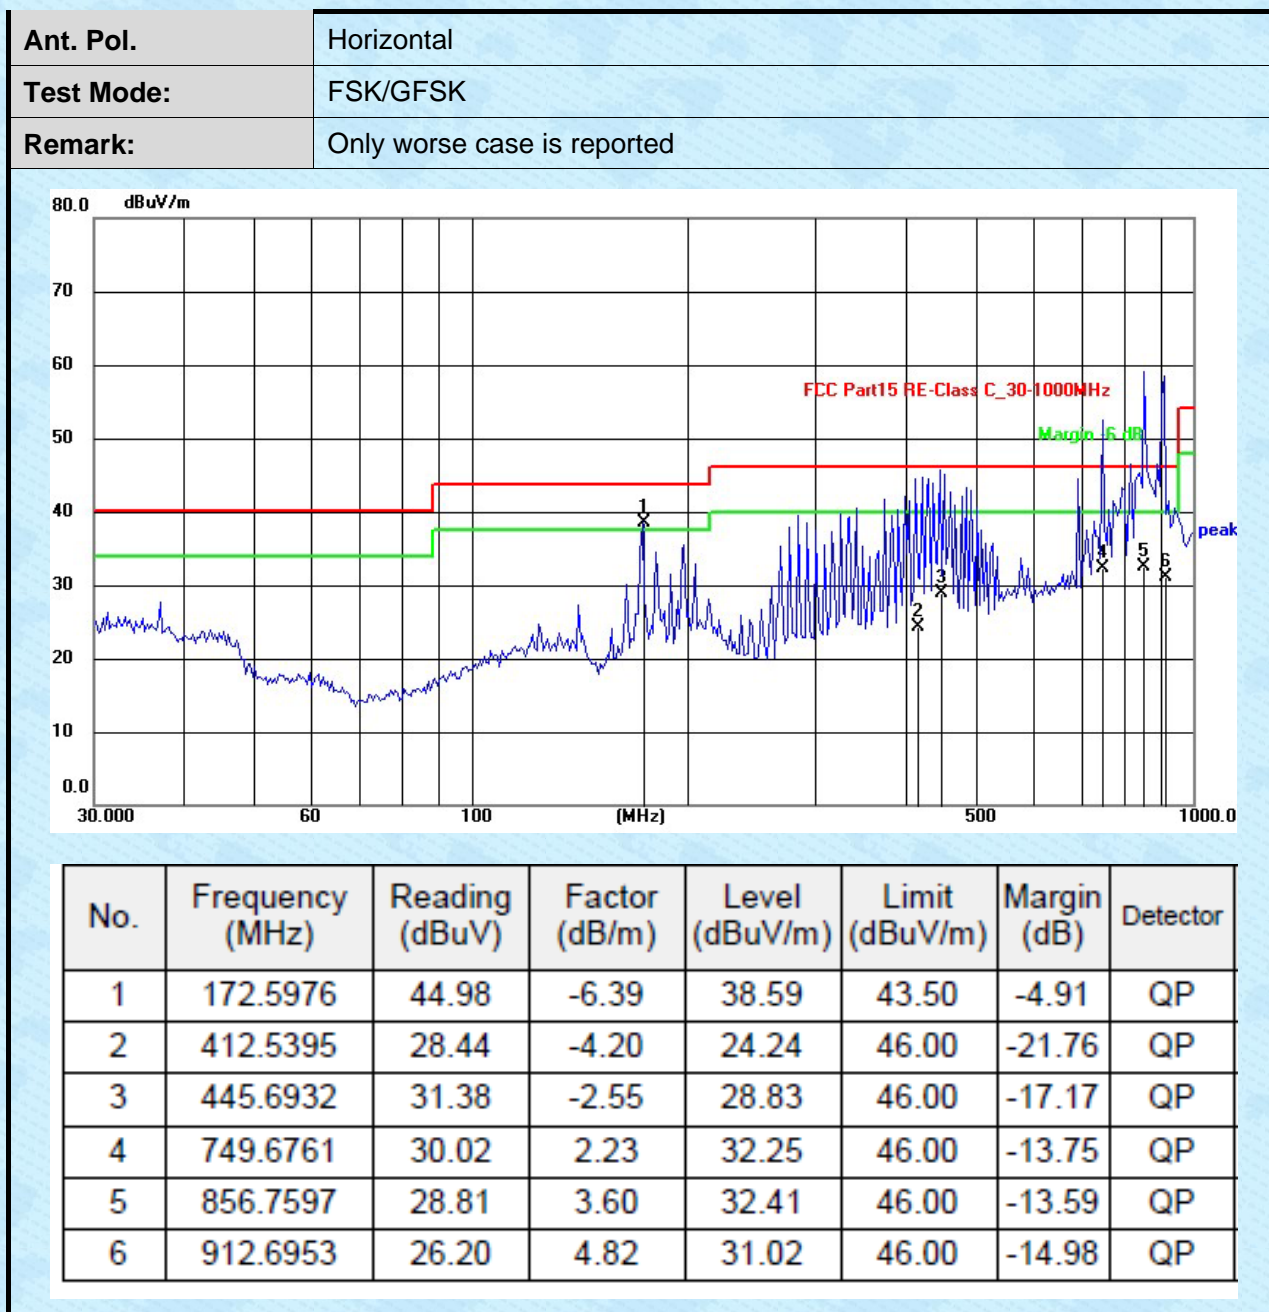 Ant. Pol. Horizontal
Test Mode: FSK/GFSK
Remark: Only worse case is reported
80.0 dBuV/m
70
60
FCC Part15 RE-Class C_30-1000MHz
50
Margin -6 dB
40
1
peak
4
5
6
30
3
2
20
10
0.0
30.000 60 100 (MHz) 500 1000.0
No. Frequency (MHz) Reading (dBuV) Factor (dB/m) Level (dBuV/m) Limit (dBuV/m) Margin (dB) Detector
1 172.5976 44.98 -6.39 38.59 43.50 -4.91 QP
2 412.5395 28.44 -4.20 24.24 46.00 -21.76 QP
3 445.6932 31.38 -2.55 28.83 46.00 -17.17 QP
4 749.6761 30.02 2.23 32.25 46.00 -13.75 QP
5 856.7597 28.81 3.60 32.41 46.00 -13.59 QP
6 912.6953 26.20 4.82 31.02 46.00 -14.98 QP